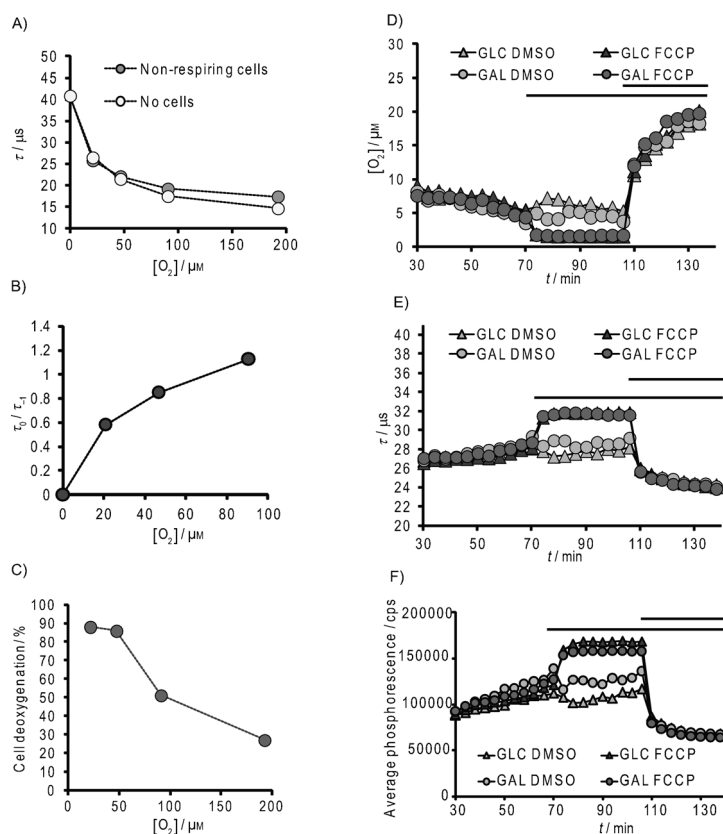 A)
τ / μs
50
45
40
35
30
25
20
15
10
Non-respiring cells
No cells
0 50 100 150 200
[O2] / μM
B)
τ0 / τ-1
1.4
1.2
1
0.8
0.6
0.4
0.2
0
0 20 40 60 80 100
[O2] / μM
C)
Cell deoxygenation / %
100
90
80
70
60
50
40
30
20
10
0
0 50 100 150 200
[O2] / μM
D)
[O2] / μM
30
25
20
15
10
5
0
GLC DMSO GLC FCCP
GAL DMSO GAL FCCP
30 50 70 90 110 130
t / min
E)
τ / μs
40
38
36
34
32
30
28
26
24
22
20
GLC DMSO GLC FCCP
GAL DMSO GAL FCCP
30 50 70 90 110 130
t / min
F)
Average phosphorescence / cps
200000
150000
100000
50000
0
GLC DMSO GLC FCCP
GAL DMSO GAL FCCP
30 50 70 90 110 130
t / min